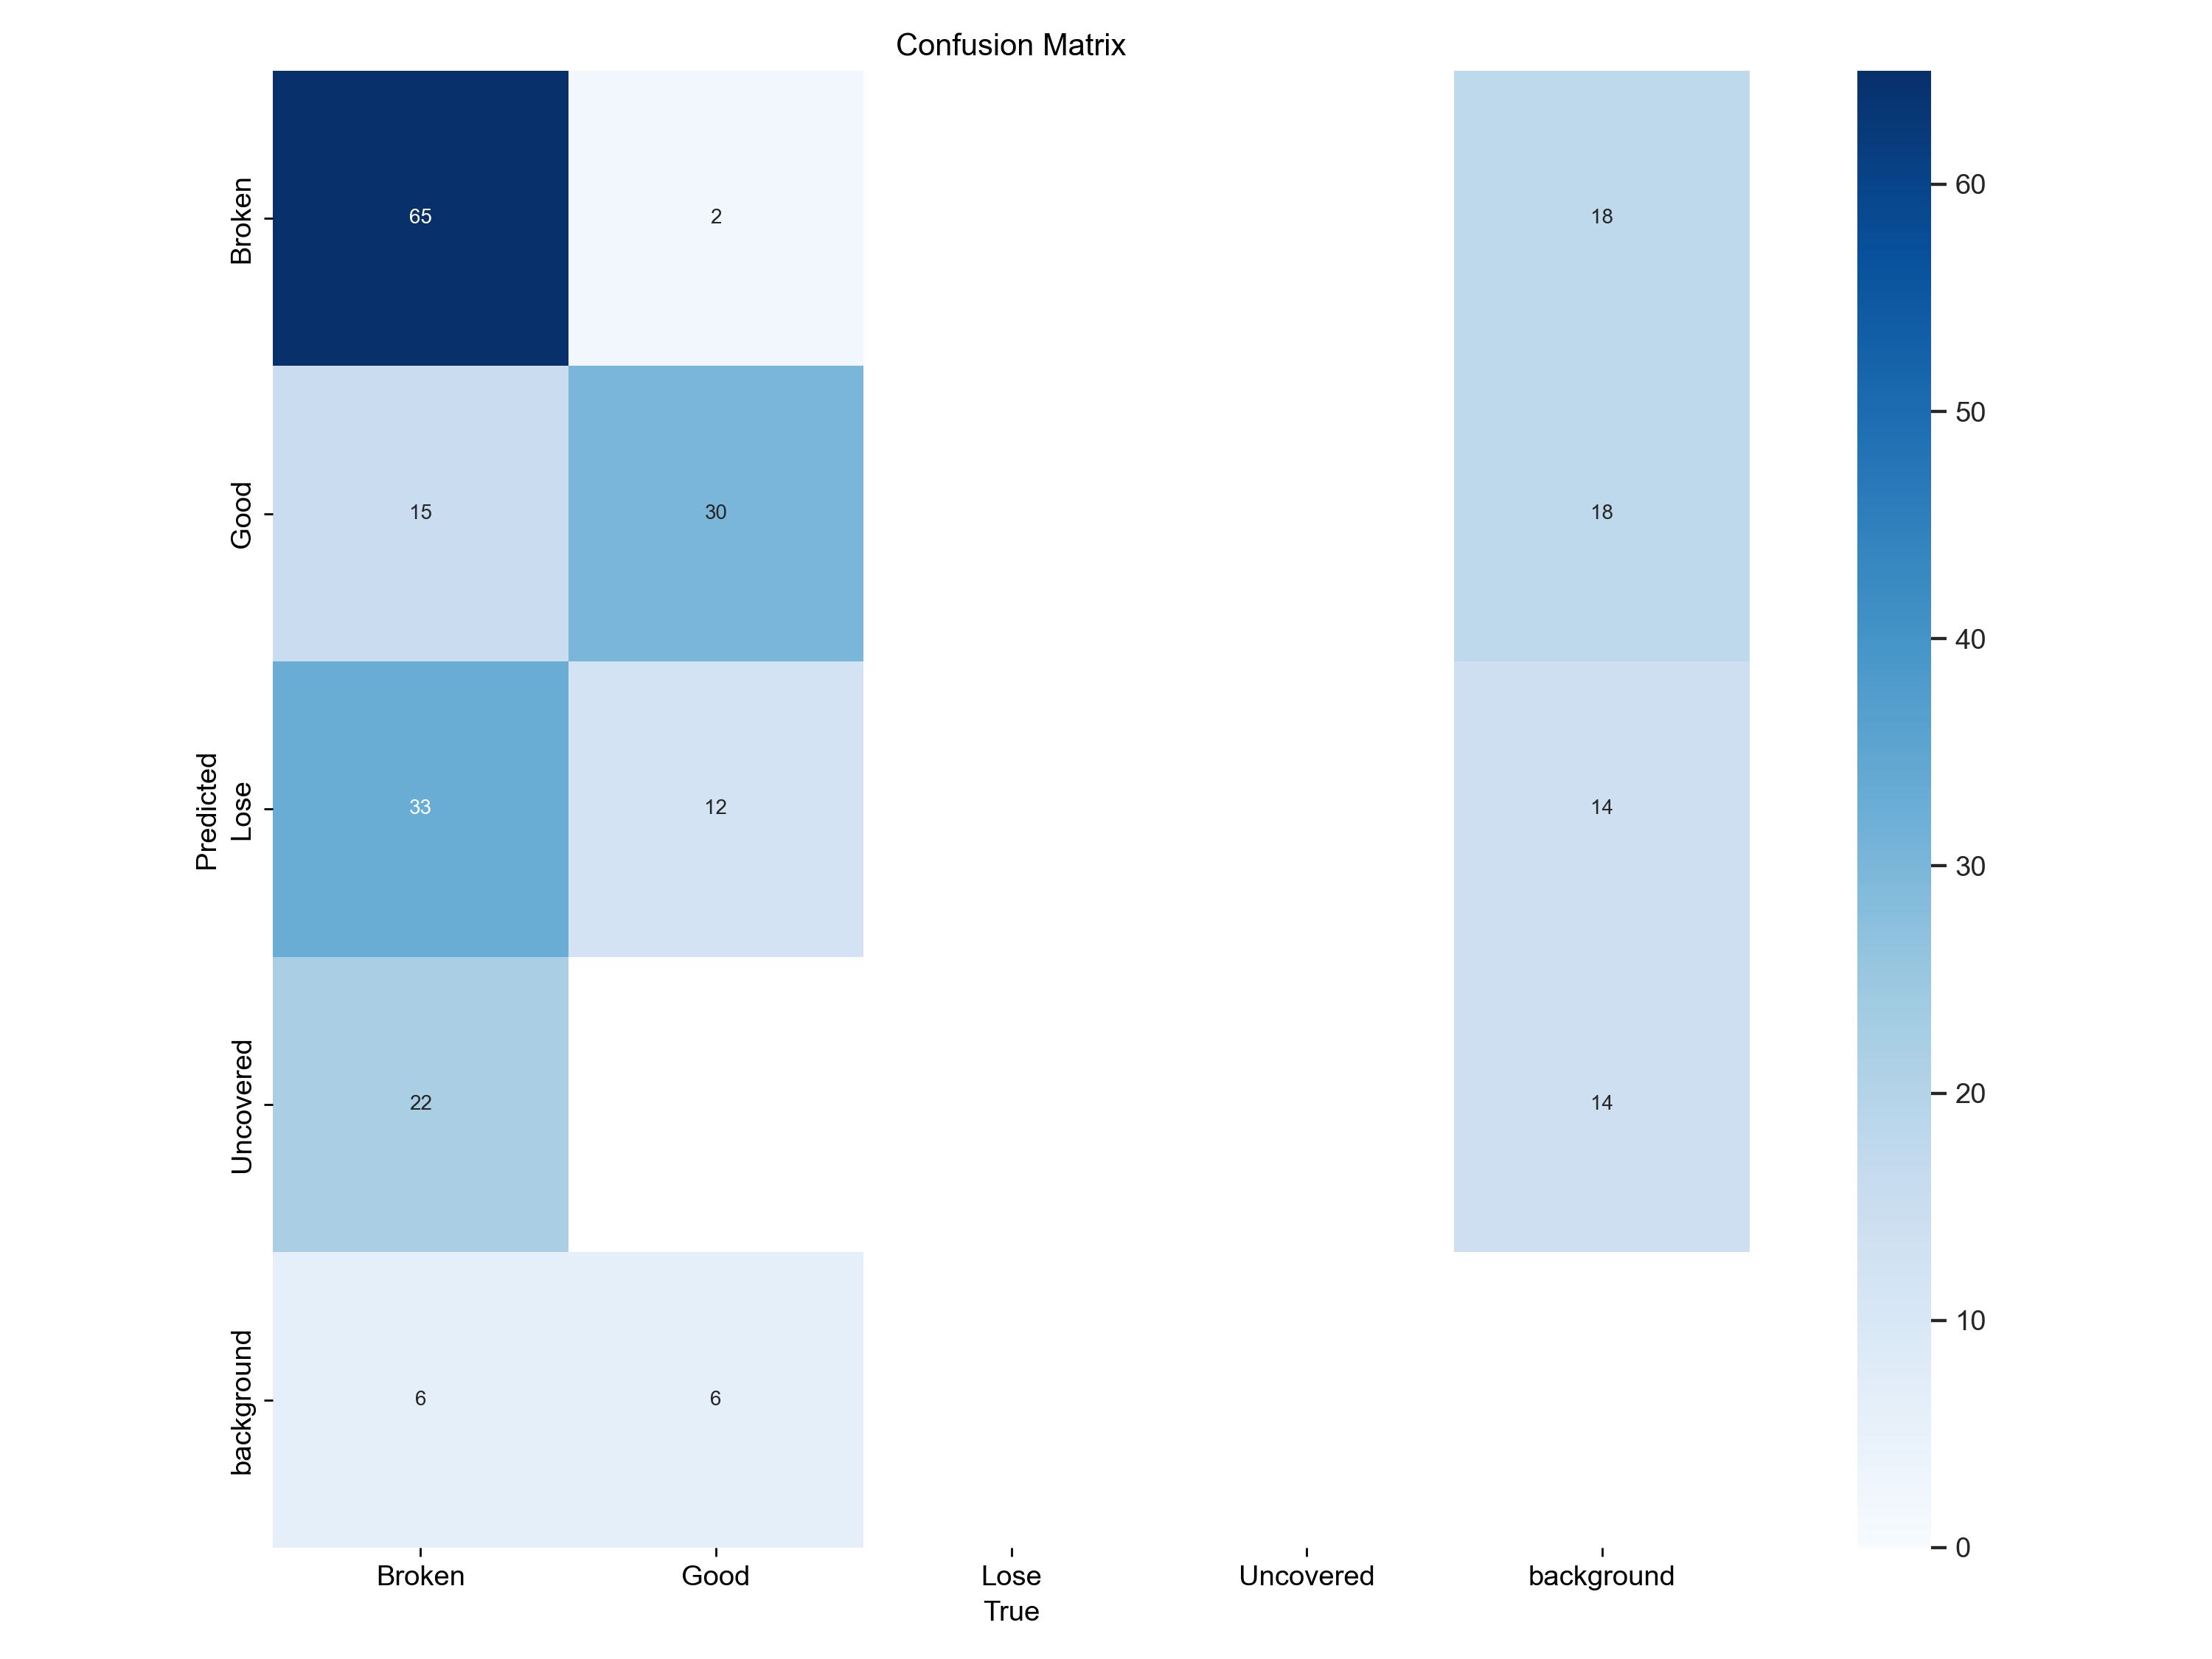 Confusion Matrix
Broken 65 2 18 60
50
Good 15 30 18
40
Predicted
Lose 33 12 14 30
20
Uncovered 22 14
10
background 6 6
0
Broken Good Lose Uncovered background
True